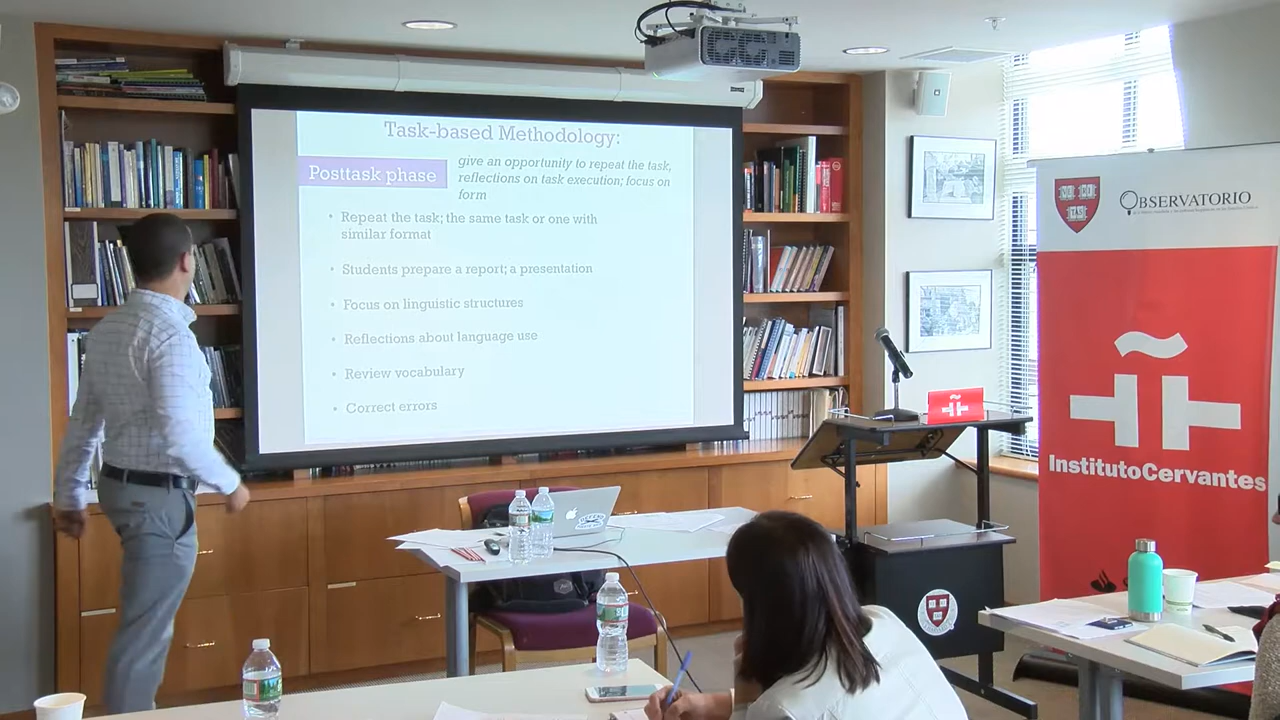 Task-based Methodology:
Posttask phase
give an opportunity to repeat the task,
reflections on task execution; focus on
form
• Repeat the task; the same task or one with
similar format
• Students prepare a report; a presentation
• Focus on linguistic structures
• Reflections about language use
• Review vocabulary
• Correct errors
OBSERVATORIO
InstitutoCervantes